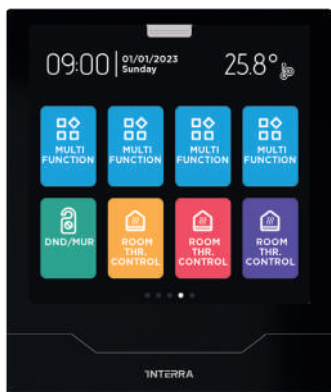 09:00
01/01/2023
Sunday
25.8°
MULTI
FUNCTION
MULTI
FUNCTION
MULTI
FUNCTION
MULTI
FUNCTION
DND/MUR
ROOM
THR.
CONTROL
ROOM
THR.
CONTROL
ROOM
THR.
CONTROL
INTERRA